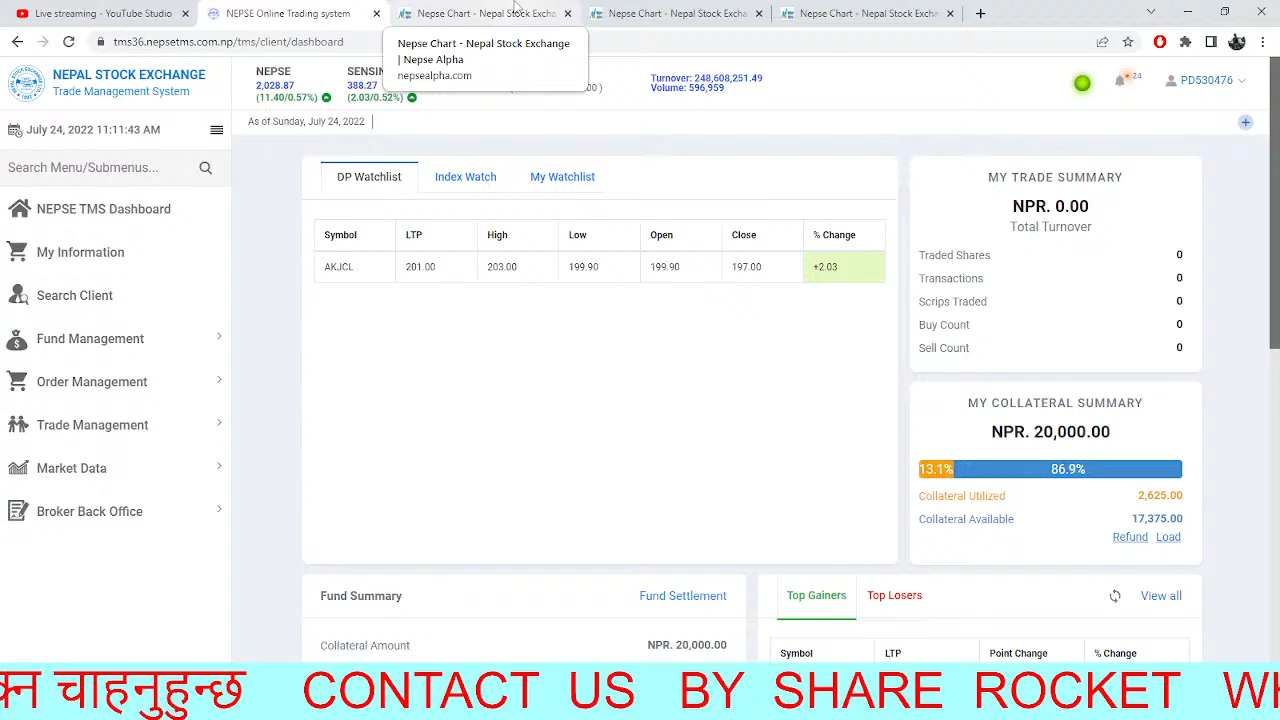 Live streaming - YouTube Studio
NEPSE Online Trading system
Nepse Chart - Nepal Stock Excha
Nepse Chart - Nepal Stock Excha
Nepse Chart - Nepal Stock Excha
tms36.nepsetms.com.np/tms/client/dashboard
Nepse Chart - Nepal Stock Exchange
| Nepse Alpha
nepsealpha.com
NEPAL STOCK EXCHANGE
Trade Management System
NEPSE
2,028.87
(11.40/0.57%)
SENSIN
388.27
(2.03/0.52%)
Turnover: 248,608,251.49
Volume: 596,959
24
PD530476
July 24, 2022 11:11:43 AM
As of Sunday, July 24, 2022
Search Menu/Submenus...
NEPSE TMS Dashboard
My Information
Search Client
Fund Management
Order Management
Trade Management
Market Data
Broker Back Office
DP Watchlist Index Watch My Watchlist
Symbol LTP High Low Open Close % Change
AKJCL 201.00 203.00 199.90 199.90 197.00 +2.03
MY TRADE SUMMARY
NPR. 0.00
Total Turnover
Traded Shares 0
Transactions 0
Scrips Traded 0
Buy Count 0
Sell Count 0
MY COLLATERAL SUMMARY
NPR. 20,000.00
13.1% 86.9%
Collateral Utilized 2,625.00
Collateral Available 17,375.00
Refund Load
Fund Summary Fund Settlement
Collateral Amount NPR. 20,000.00
Top Gainers Top Losers View all
Symbol LTP Point Change % Change
क्न चाहनुहुन्छ CONTACT US BY SHARE ROCKET WH